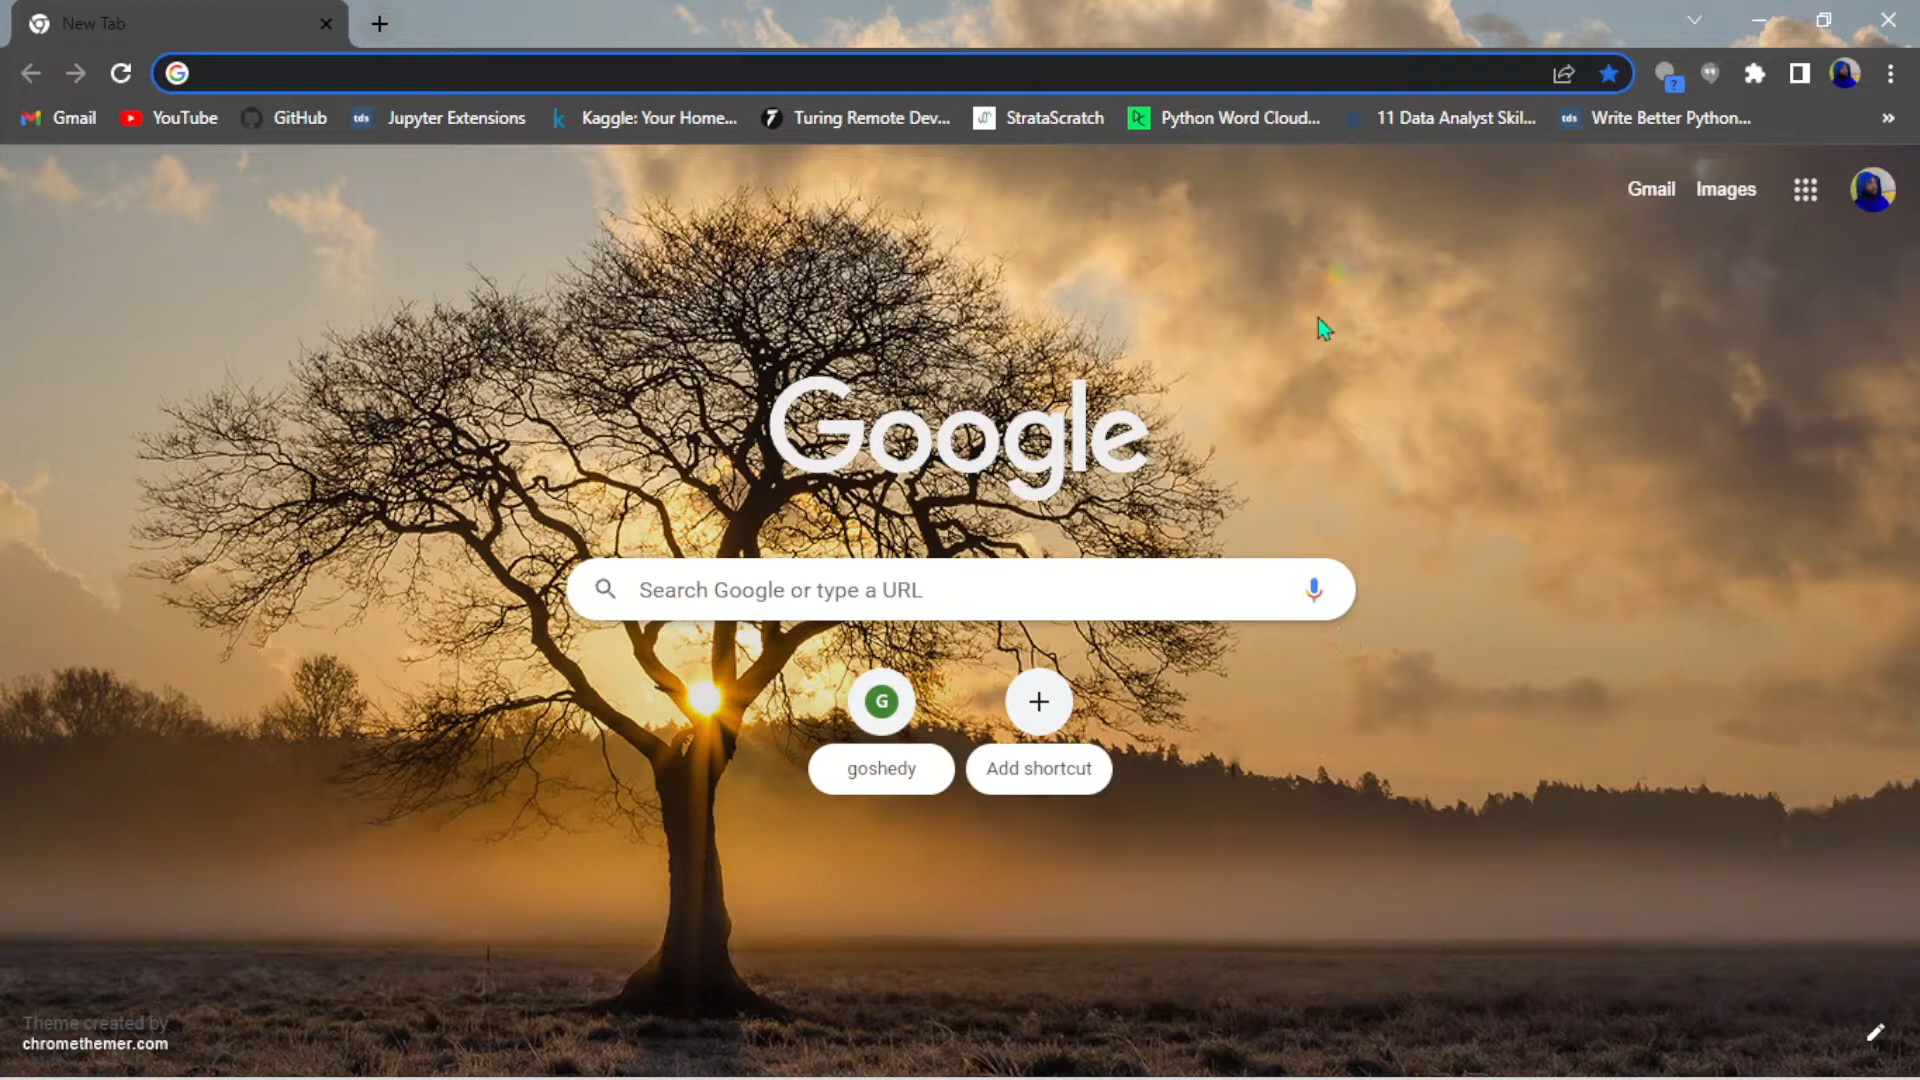 New Tab
Gmail YouTube GitHub tds Jupyter Extensions k Kaggle: Your Home... Turing Remote Dev... StrataScratch Python Word Cloud... 11 Data Analyst Skil... tds Write Better Python... »
Gmail Images
Google
Search Google or type a URL
G
goshedy Add shortcut
Theme created by
chromethemer.com